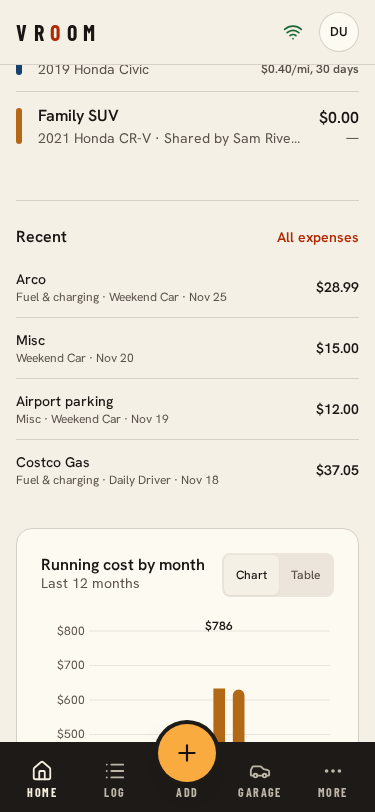 VROOM
DU
2019 Honda Civic
$0.40/mi, 30 days
Family SUV
$0.00
2021 Honda CR-V · Shared by Sam Rive...
—
Recent
All expenses
Arco
$28.99
Fuel & charging · Weekend Car · Nov 25
Misc
$15.00
Weekend Car · Nov 20
Airport parking
$12.00
Misc · Weekend Car · Nov 19
Costco Gas
$37.05
Fuel & charging · Daily Driver · Nov 18
Running cost by month
Last 12 months
Chart
Table
$786
$800
$700
$600
$500
HOME
LOG
ADD
GARAGE
MORE